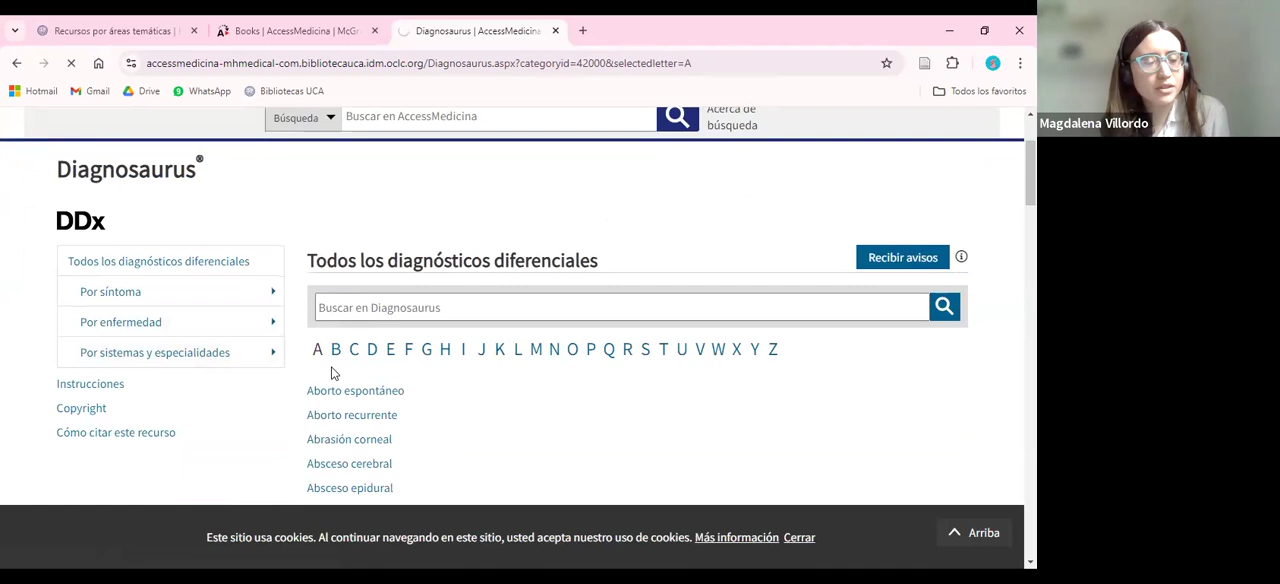 Recursos por áreas temáticas |
Books | AccessMedicina | McGr
Diagnosaurus | AccessMedicina
accessmedicina-mhmedical-com.bibliotecauca.idm.oclc.org/Diagnosaurus.aspx?categoryid=42000&selectedletter=A
Hotmail
Gmail
Drive
WhatsApp
Bibliotecas UCA
Todos los favoritos
Magdalena Villordo
Búsqueda
Buscar en AccessMedicina
Acerca de
búsqueda
Diagnosaurus®
DDx
Todos los diagnósticos diferenciales
Por síntoma
Por enfermedad
Por sistemas y especialidades
Instrucciones
Copyright
Cómo citar este recurso
Todos los diagnósticos diferenciales
Recibir avisos
Buscar en Diagnosaurus
A B C D E F G H I J K L M N O P Q R S T U V W X Y Z
Aborto espontáneo
Aborto recurrente
Abrasión corneal
Absceso cerebral
Absceso epidural
Este sitio usa cookies. Al continuar navegando en este sitio, usted acepta nuestro uso de cookies. Más información Cerrar
Arriba